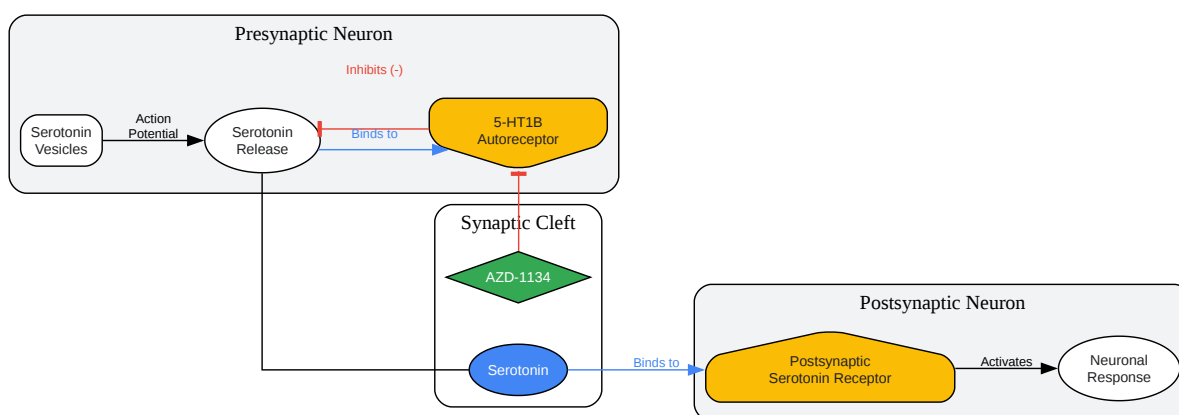 Presynaptic Neuron
Inhibits (-)
Serotonin
Vesicles
Action
Potential
Serotonin
Release
Binds to
5-HT1B
Autoreceptor
Synaptic Cleft
AZD-1134
Serotonin
Binds to
Postsynaptic Neuron
Postsynaptic
Serotonin Receptor
Activates
Neuronal
Response